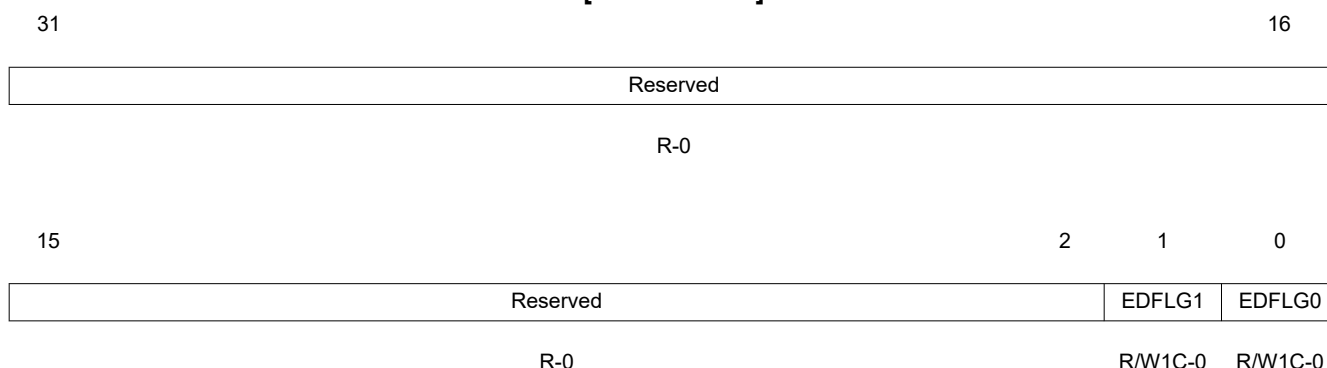 31 16
Reserved
R-0
15 2 1 0
Reserved EDFLG1 EDFLG0
R-0 R/W1C-0 R/W1C-0